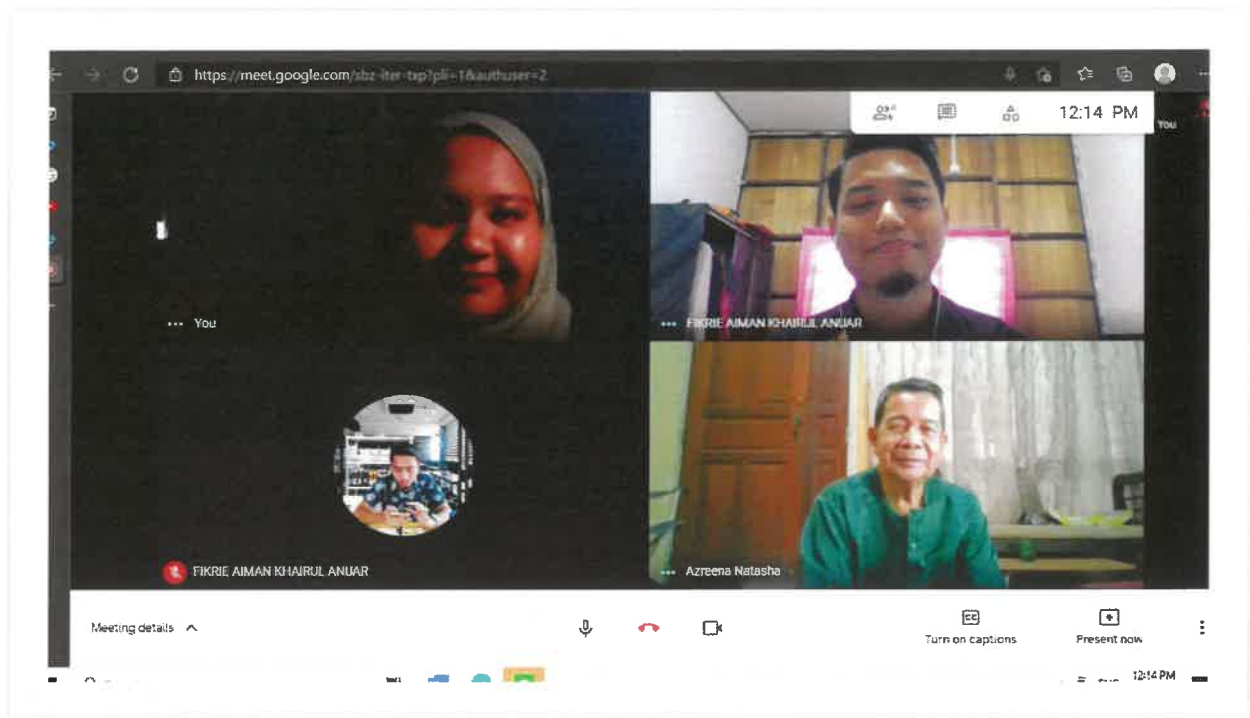 https://meet.google.com/sbz-iter-txp?pli=1&authuser=2
12:14 PM
You
You
FIKRIE AIMAN KHAIRUL ANUAR
FIKRIE AIMAN KHAIRUL ANUAR
Azreena Natasha
Meeting details
Turn on captions
Present now
12:14 PM